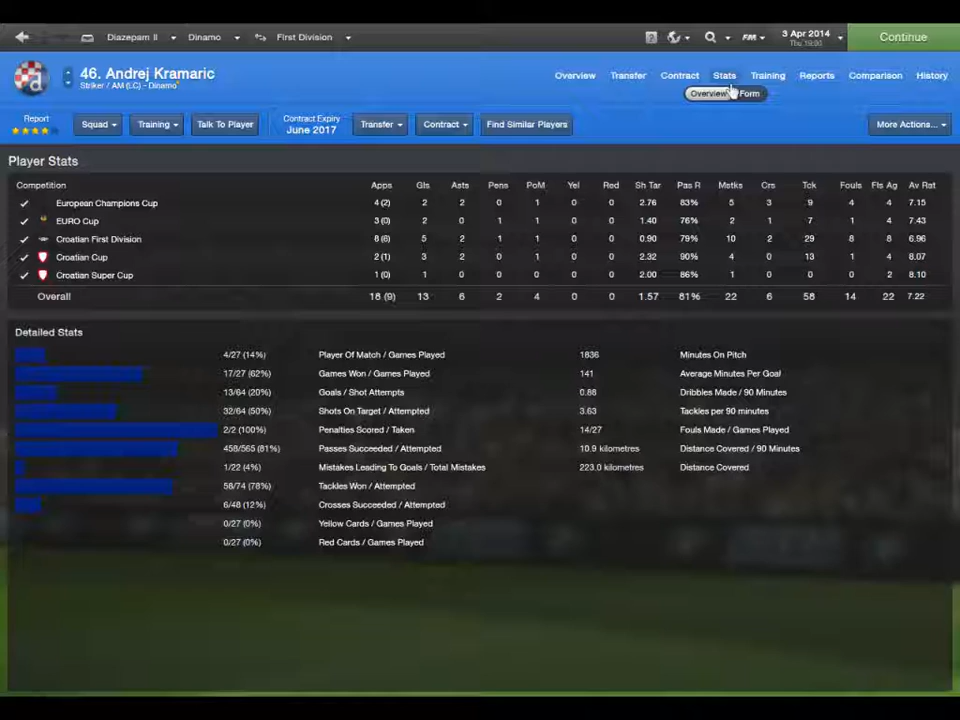 Diazepam II Dinamo First Division FM 3 Apr 2014 Continue
Thu 19:30
46. Andrej Kramaric Overview Transfer Contract Stats Training Reports Comparison History
Striker / AM (LC) - Dinamo
Overview Form
Report Squad Training Talk To Player Contract Expiry Transfer Contract Find Similar Players More Actions...
June 2017
Player Stats
Competition Apps Gls Asts Pens PoM Yel Red Sh Tar Pas R Mstks Crs Tck Fouls Fls Ag Av Rat
European Champions Cup 4 (2) 2 2 0 1 0 0 2.76 83% 5 3 9 4 4 7.15
EURO Cup 3 (0) 2 0 1 1 0 0 1.40 76% 2 1 7 1 4 7.43
Croatian First Division 8 (6) 5 2 1 1 0 0 0.90 79% 10 2 29 8 8 6.96
Croatian Cup 2 (1) 3 2 0 1 0 0 2.32 90% 4 0 13 1 4 8.07
Croatian Super Cup 1 (0) 1 0 0 0 0 0 2.00 86% 1 0 0 0 2 8.10
Overall 18 (9) 13 6 2 4 0 0 1.57 81% 22 6 58 14 22 7.22
Detailed Stats
4/27 (14%) Player Of Match / Games Played 1836 Minutes On Pitch
17/27 (62%) Games Won / Games Played 141 Average Minutes Per Goal
13/64 (20%) Goals / Shot Attempts 0.88 Dribbles Made / 90 Minutes
32/64 (50%) Shots On Target / Attempted 3.63 Tackles per 90 minutes
2/2 (100%) Penalties Scored / Taken 14/27 Fouls Made / Games Played
458/565 (81%) Passes Succeeded / Attempted 10.9 kilometres Distance Covered / 90 Minutes
1/22 (4%) Mistakes Leading To Goals / Total Mistakes 223.0 kilometres Distance Covered
58/74 (78%) Tackles Won / Attempted
6/48 (12%) Crosses Succeeded / Attempted
0/27 (0%) Yellow Cards / Games Played
0/27 (0%) Red Cards / Games Played